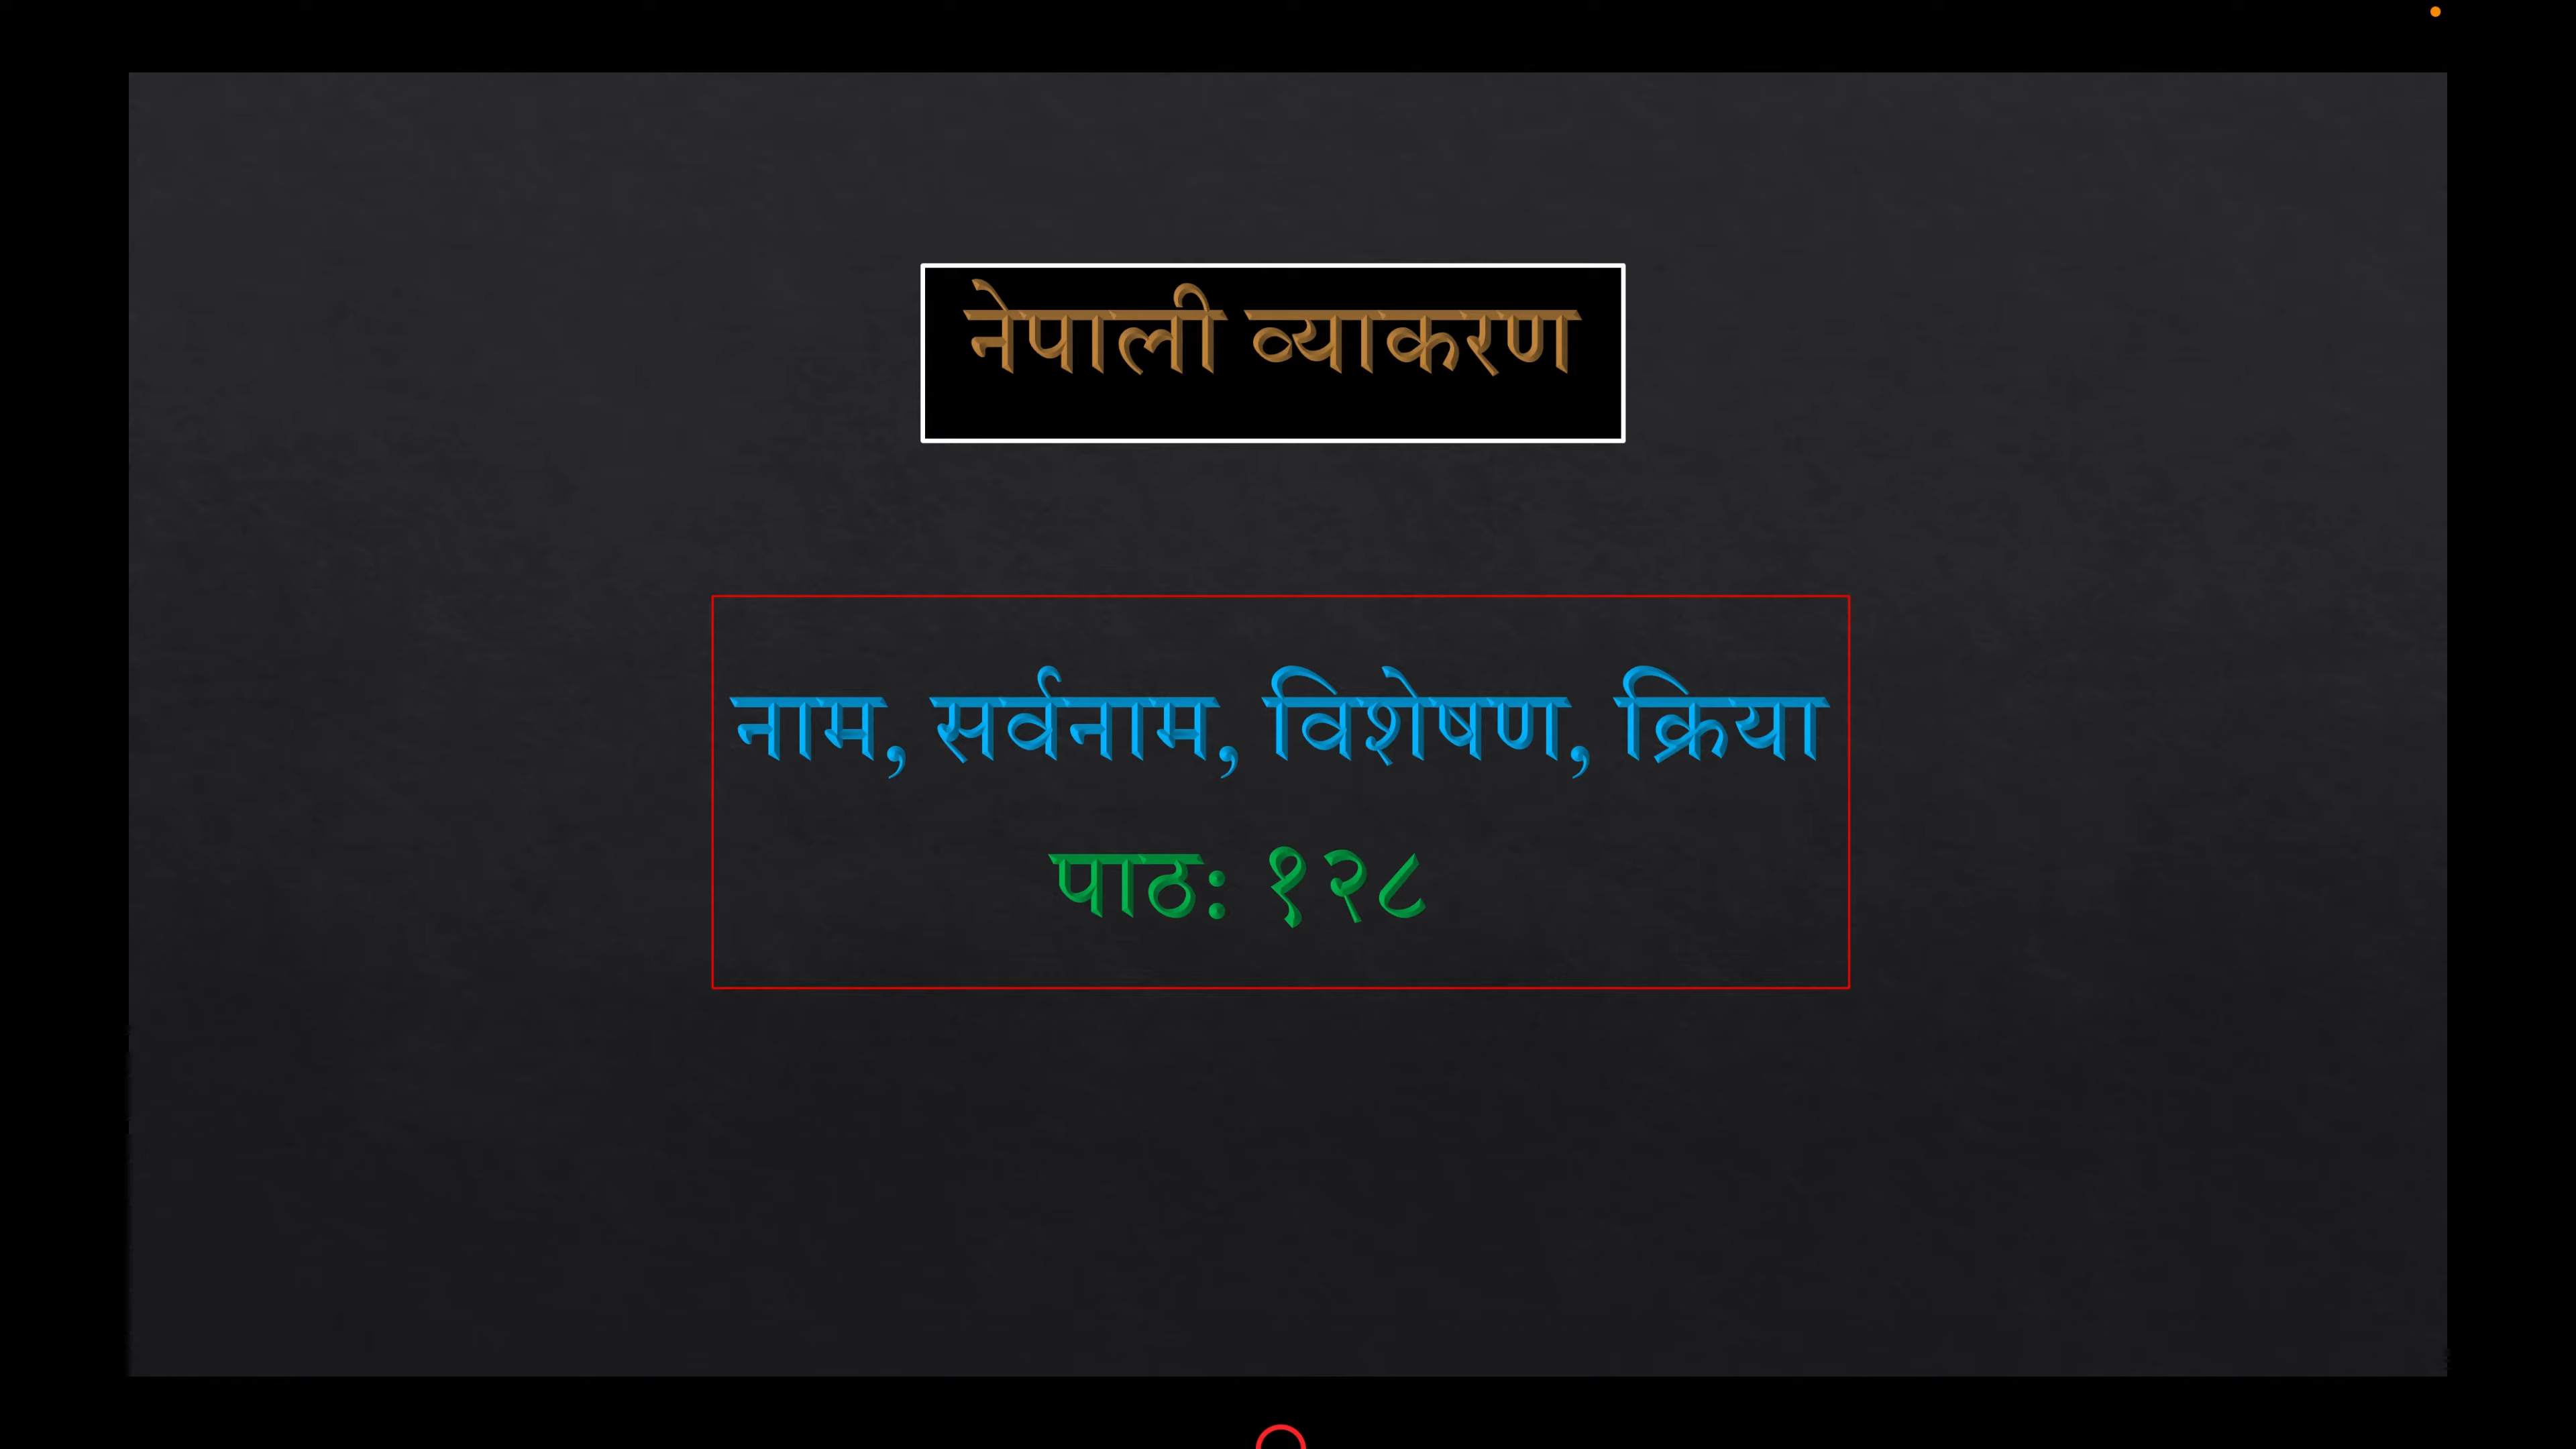 नेपाली व्याकरण
नाम, सर्वनाम, विशेषण, क्रिया
पाठ: १२८